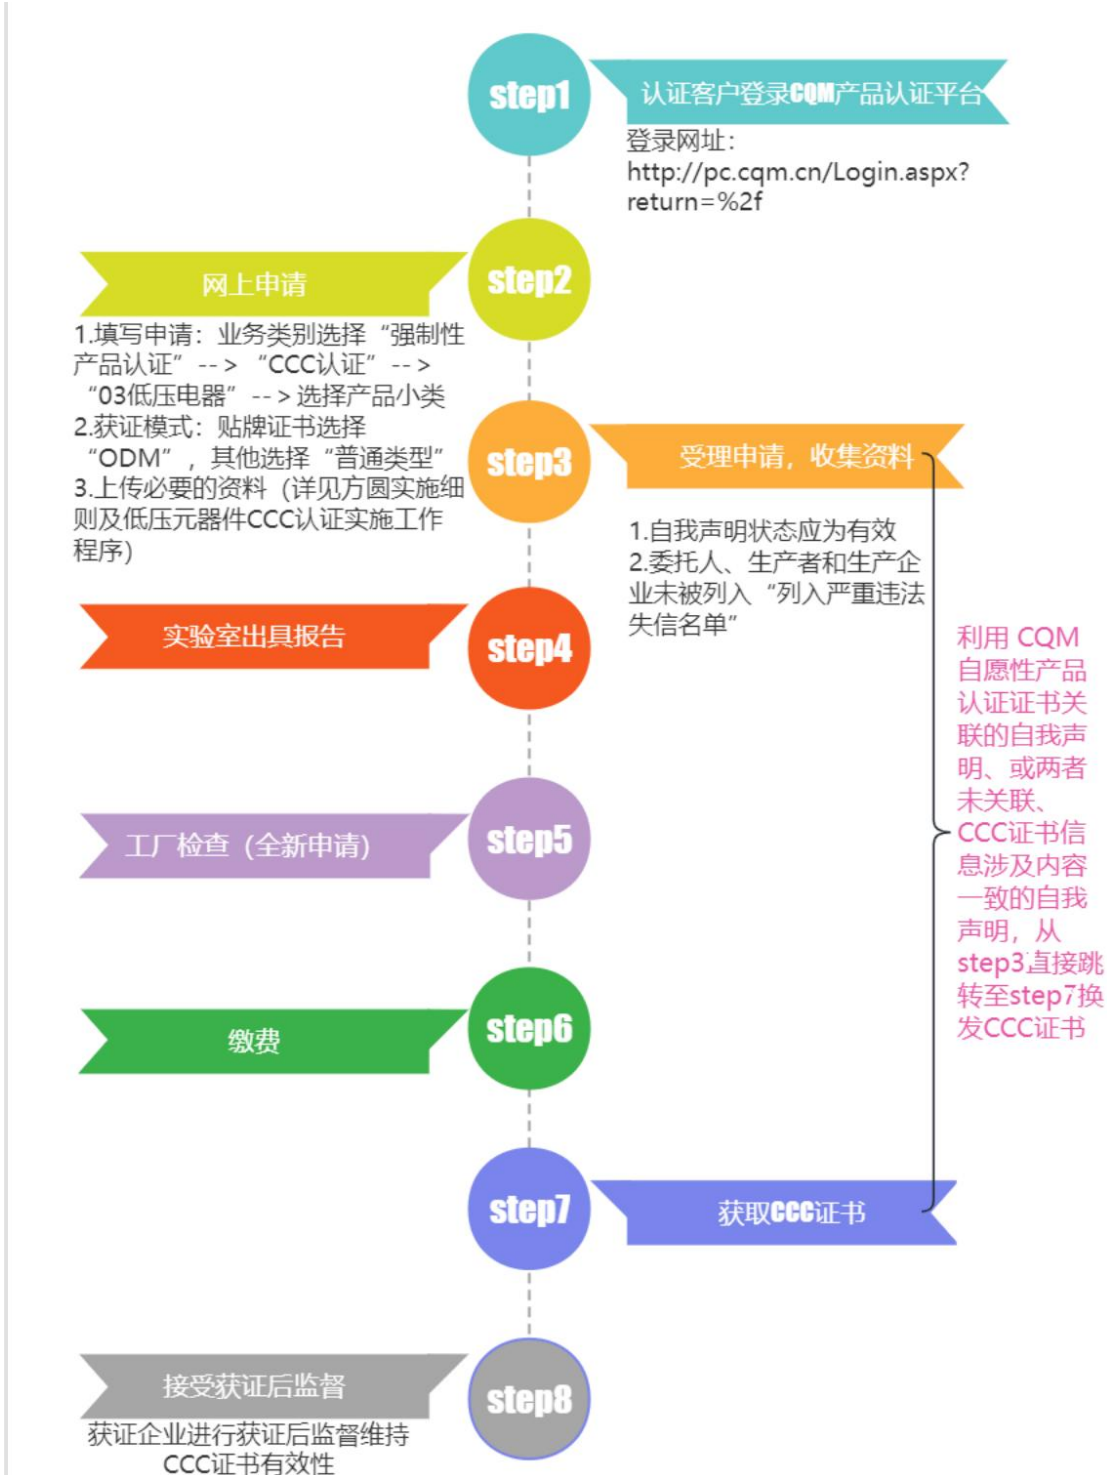 step1
认证客户登录CQM产品认证平台
登录网址：
http://pc.cqm.cn/Login.aspx?
return=%2f
step2
网上申请
1.填写申请：业务类别选择“强制性
产品认证”-->“CCC认证”-->
“03低压电器”-->选择产品小类
2.获证模式：贴牌证书选择
“ODM”，其他选择“普通类型”
3.上传必要的资料（详见方圆实施细
则及低压元器件CCC认证实施工作
程序）
step3
受理申请，收集资料
1.自我声明状态应为有效
2.委托人、生产者和生产企
业未被列入“列入严重违法
失信名单”
step4
实验室出具报告
利用 CQM
自愿性产品
认证证书关
联的自我声
明、或两者
未关联、
CCC证书信
息涉及内容
一致的自我
声明，从
step3直接跳
转至step7换
发CCC证书
step5
工厂检查（全新申请）
step6
缴费
step7
获取CCC证书
step8
接受获证后监督
获证企业进行获证后监督维持
CCC证书有效性